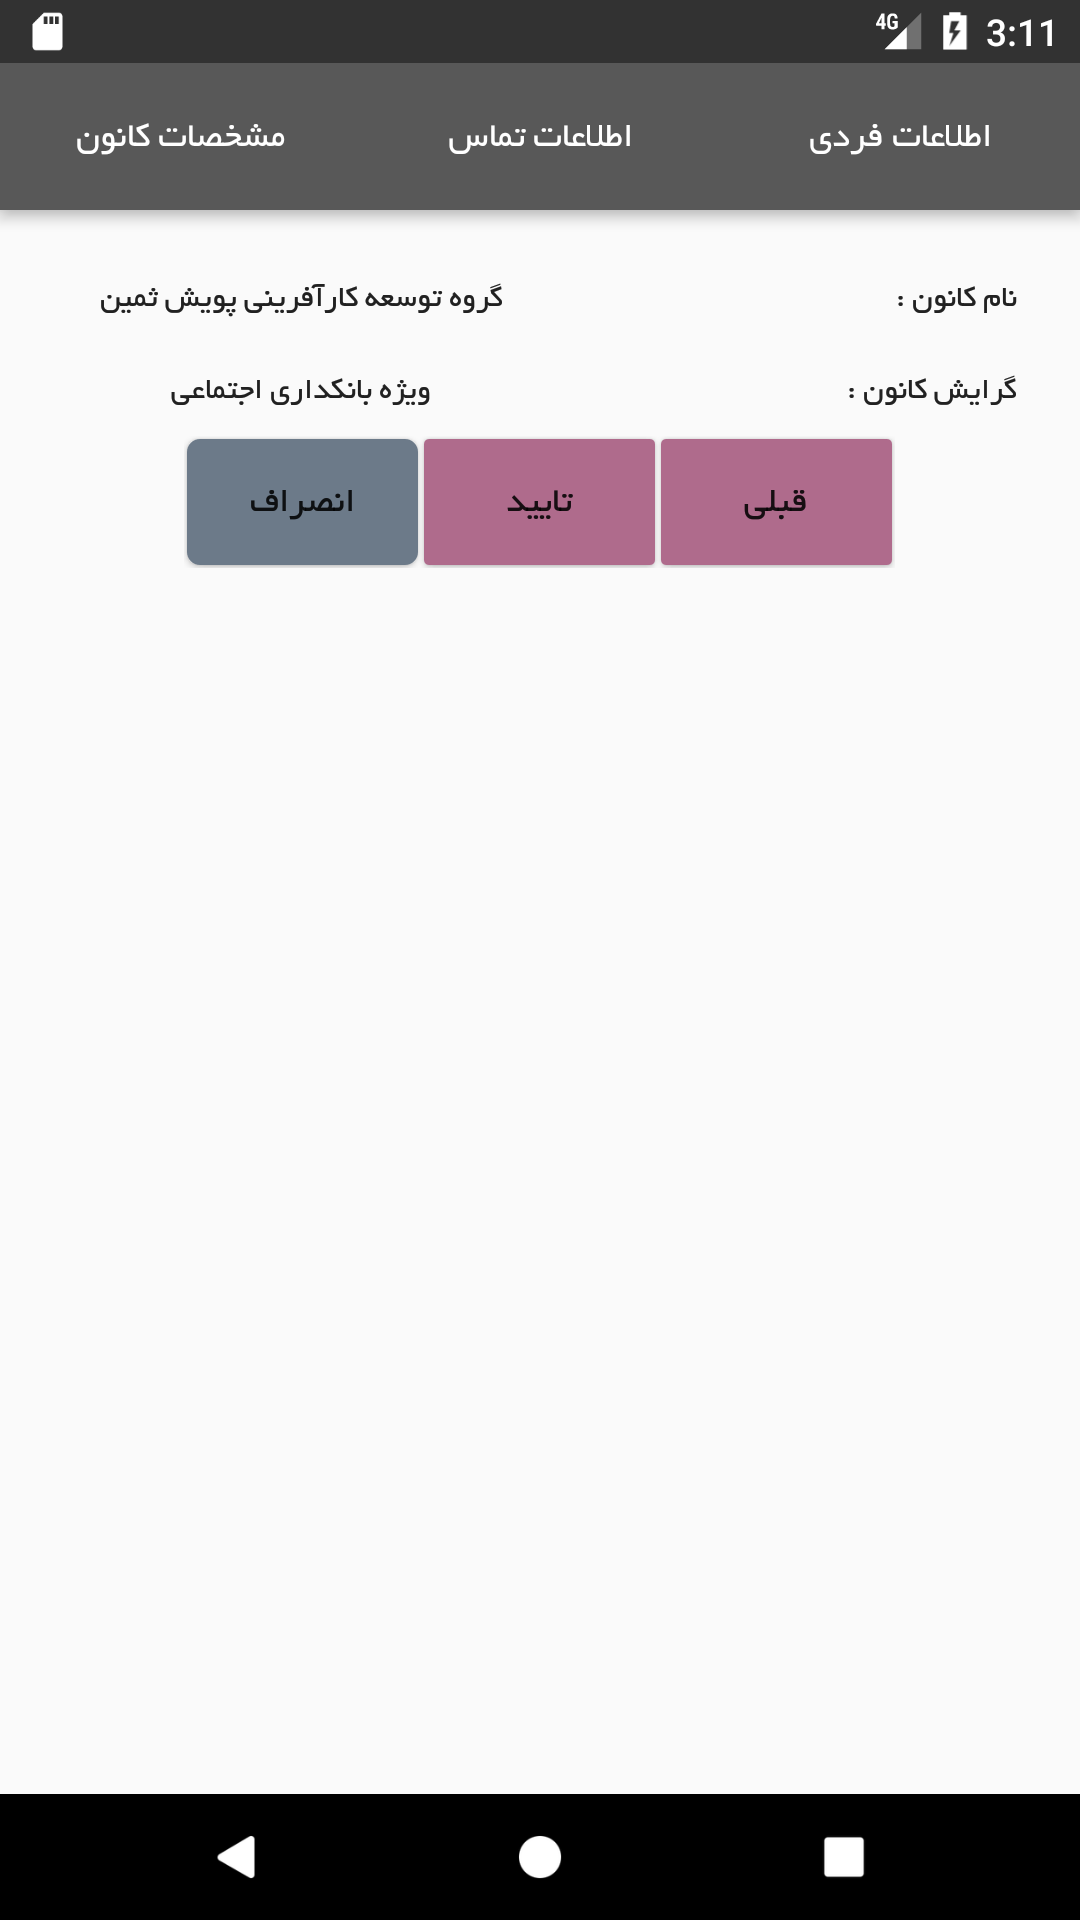 4G 3:11
اطلاعات فردی
اطلاعات تماس
مشخصات کانون
نام کانون : گروه توسعه کارآفرینی پویش ثمین
گرایش کانون : ویژه بانکداری اجتماعی
قبلی
تایید
انصراف